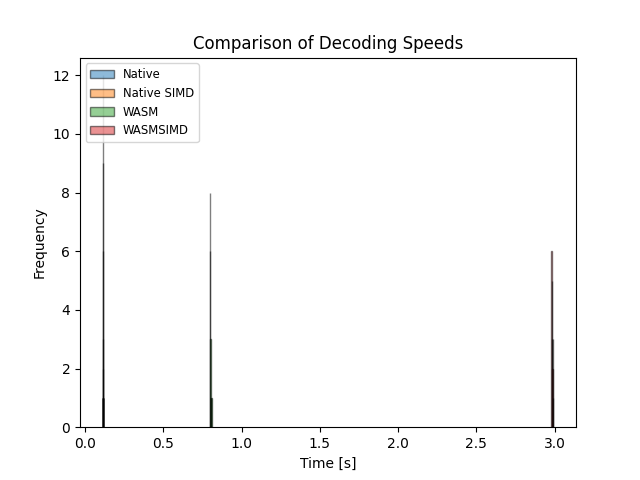 Comparison of Decoding Speeds
Native
Native SIMD
WASM
WASMSIMD
12
10
8
6
4
2
0
Frequency
0.0 0.5 1.0 1.5 2.0 2.5 3.0
Time [s]